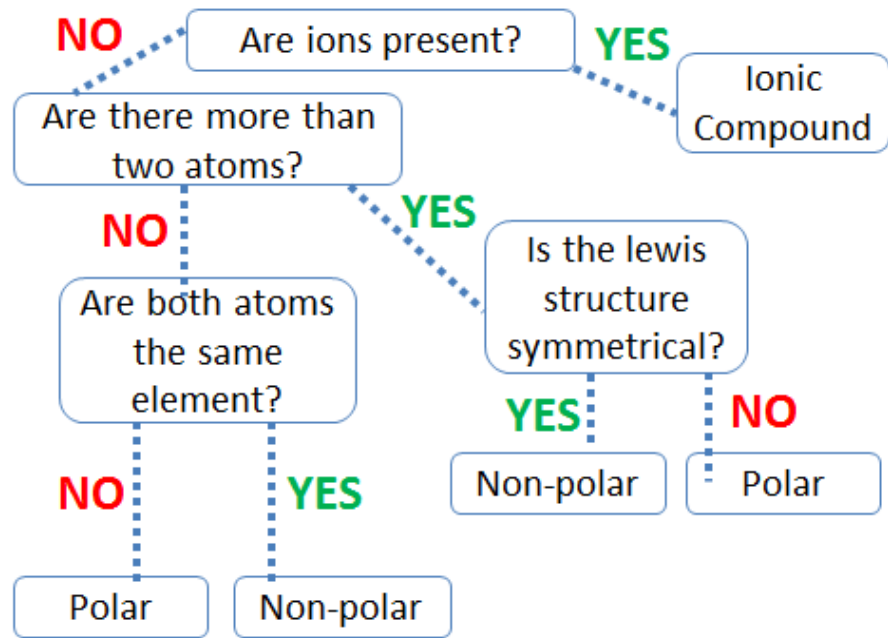 NO
Are ions present?
YES
Ionic
Compound
Are there more than
two atoms?
NO
YES
Is the lewis
structure
symmetrical?
Are both atoms
the same
element?
YES
NO
Non-polar
Polar
NO
YES
Polar
Non-polar